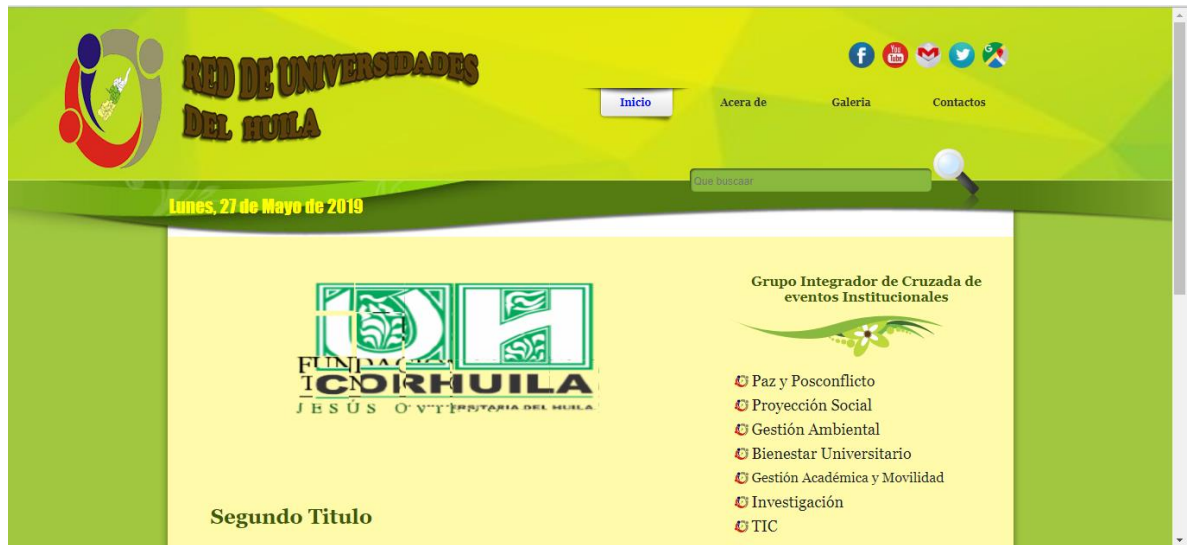 RED DE UNIVERSIDADES
DEL HUILA
Inicio
Acera de
Galeria
Contactos
Que buscaar
Lunes, 27 de Mayo de 2019
UH
CORHUILA
JESÚS
Segundo Titulo
Grupo Integrador de Cruzada de
eventos Institucionales
Paz y Posconflicto
Proyección Social
Gestión Ambiental
Bienestar Universitario
Gestión Académica y Movilidad
Investigación
TIC